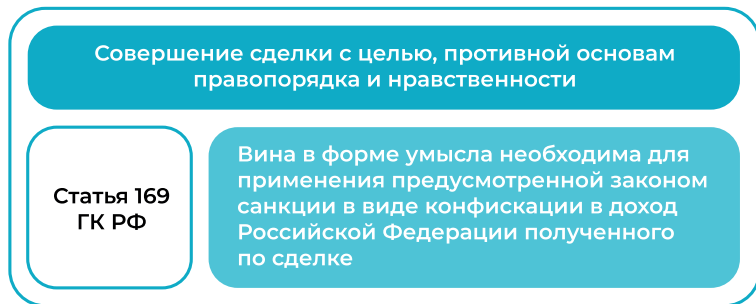 Совершение сделки с целью, противной основам
правопорядка и нравственности
Статья 169
ГК РФ
Вина в форме умысла необходима для
применения предусмотренной законом
санкции в виде конфискации в доход
Российской Федерации полученного
по сделке